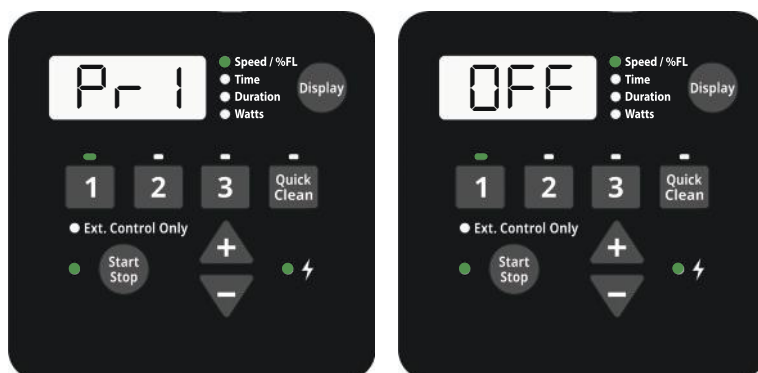 Pr 1
Speed / %FL
Time
Duration
Watts
Display
1
2
3
Quick
Clean
Ext. Control Only
Start
Stop
+
−
OFF
Speed / %FL
Time
Duration
Watts
Display
1
2
3
Quick
Clean
Ext. Control Only
Start
Stop
+
−